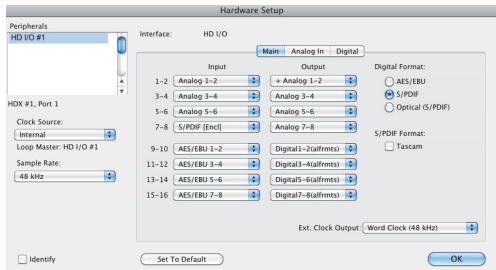 Hardware Setup
Peripherals
HD I/O #1
HDX #1, Port 1
Clock Source:
Internal
Loop Master: HD I/O #1
Sample Rate:
48 kHz
Identify
Interface: HD I/O
Main Analog In Digital
Input Output
1-2 Analog 1-2 + Analog 1-2
3-4 Analog 3-4 Analog 3-4
5-6 Analog 5-6 Analog 5-6
7-8 S/PDIF [Encl] Analog 7-8
9-10 AES/EBU 1-2 Digital1-2(alfrmts)
11-12 AES/EBU 3-4 Digital3-4(alfrmts)
13-14 AES/EBU 5-6 Digital5-6(alfrmts)
15-16 AES/EBU 7-8 Digital7-8(alfrmts)
Digital Format:
AES/EBU
S/PDIF
Optical (S/PDIF)
S/PDIF Format:
Tascam
Ext. Clock Output: Word Clock (48 kHz)
Set To Default
OK